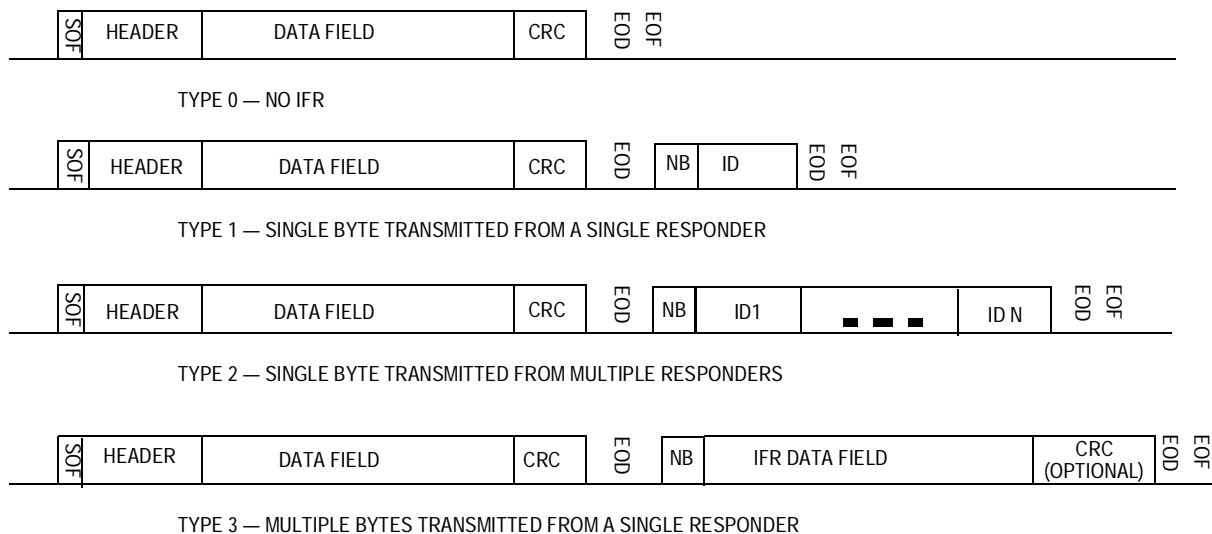 SOF HEADER DATA FIELD CRC EOD EOF
TYPE 0 — NO IFR
SOF HEADER DATA FIELD CRC EOD NB ID EOD EOF
TYPE 1 — SINGLE BYTE TRANSMITTED FROM A SINGLE RESPONDER
SOF HEADER DATA FIELD CRC EOD NB ID1 ID N EOD EOF
TYPE 2 — SINGLE BYTE TRANSMITTED FROM MULTIPLE RESPONDERS
SOF HEADER DATA FIELD CRC EOD NB IFR DATA FIELD CRC (OPTIONAL) EOD EOF
TYPE 3 — MULTIPLE BYTES TRANSMITTED FROM A SINGLE RESPONDER